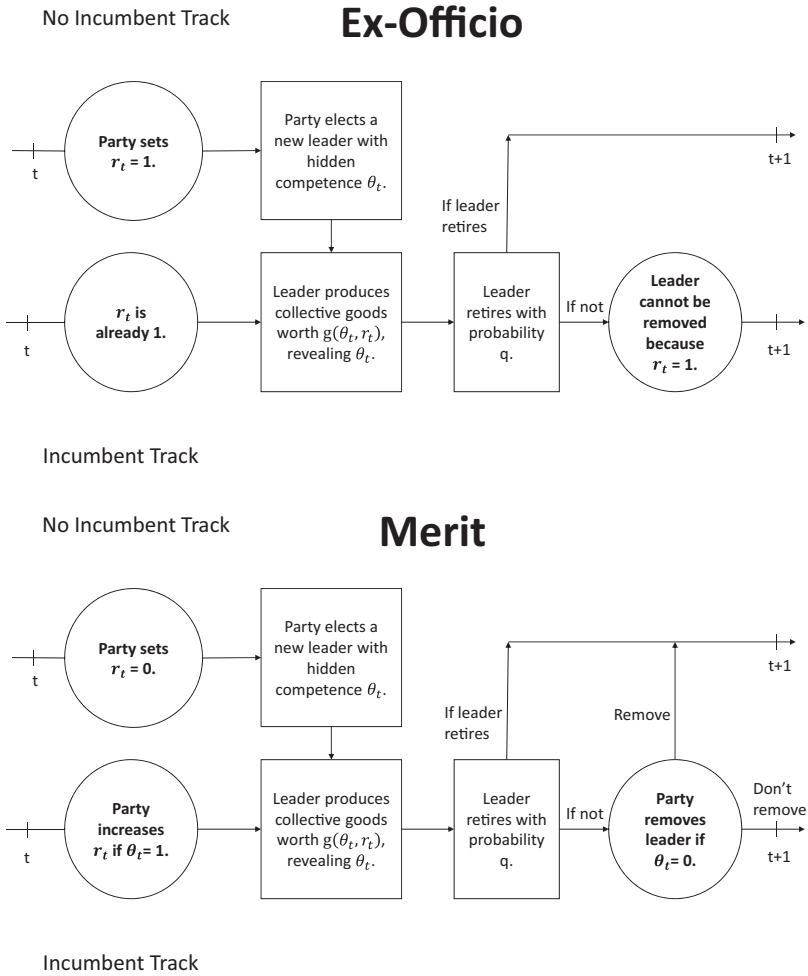 No Incumbent Track
Ex-Officio
Party sets
r_t = 1.
Party elects a
new leader with
hidden
competence θ_t.
t
t+1
If leader
retires
r_t is
already 1.
Leader produces
collective goods
worth g(θ_t, r_t),
revealing θ_t.
Leader
retires with
probability
q.
If not
Leader
cannot be
removed
because
r_t = 1.
t
t+1
Incumbent Track
No Incumbent Track
Merit
Party sets
r_t = 0.
Party elects a
new leader with
hidden
competence θ_t.
t
t+1
If leader
retires
Remove
Party
increases
r_t if θ_t= 1.
Leader produces
collective goods
worth g(θ_t, r_t),
revealing θ_t.
Leader
retires with
probability
q.
If not
Party
removes
leader if
θ_t= 0.
Don’t
remove
t
t+1
Incumbent Track